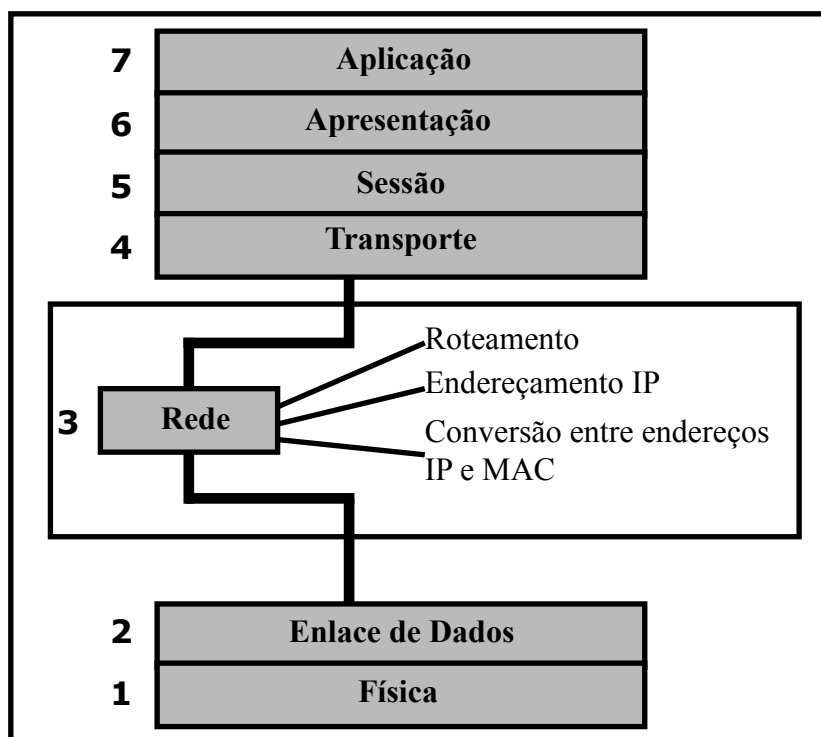 7 Aplicação
6 Apresentação
5 Sessão
4 Transporte
Roteamento
Endereçamento IP
3 Rede
Conversão entre endereços
IP e MAC
2 Enlace de Dados
1 Física